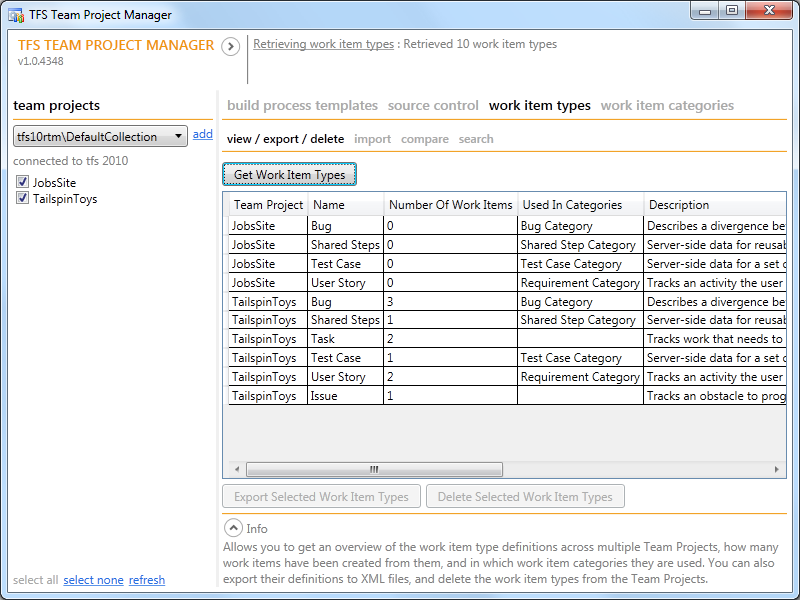 TFS Team Project Manager
TFS TEAM PROJECT MANAGER
v1.0.4348
Retrieving work item types : Retrieved 10 work item types
team projects
tfs10rtm\DefaultCollection add
connected to tfs 2010
JobsSite
TailspinToys
select all select none refresh
build process templates source control work item types work item categories
view / export / delete import compare search
Get Work Item Types
Team Project Name Number Of Work Items Used In Categories Description
JobsSite Bug 0 Bug Category Describes a divergence be
JobsSite Shared Steps 0 Shared Step Category Server-side data for reusab
JobsSite Test Case 0 Test Case Category Server-side data for a set o
JobsSite User Story 0 Requirement Category Tracks an activity the user
TailspinToys Bug 3 Bug Category Describes a divergence be
TailspinToys Shared Steps 1 Shared Step Category Server-side data for reusab
TailspinToys Task 2 Tracks work that needs to
TailspinToys Test Case 1 Test Case Category Server-side data for a set o
TailspinToys User Story 2 Requirement Category Tracks an activity the user
TailspinToys Issue 1 Tracks an obstacle to prog
Export Selected Work Item Types Delete Selected Work Item Types
Info
Allows you to get an overview of the work item type definitions across multiple Team Projects, how many
work items have been created from them, and in which work item categories they are used. You can also
export their definitions to XML files, and delete the work item types from the Team Projects.